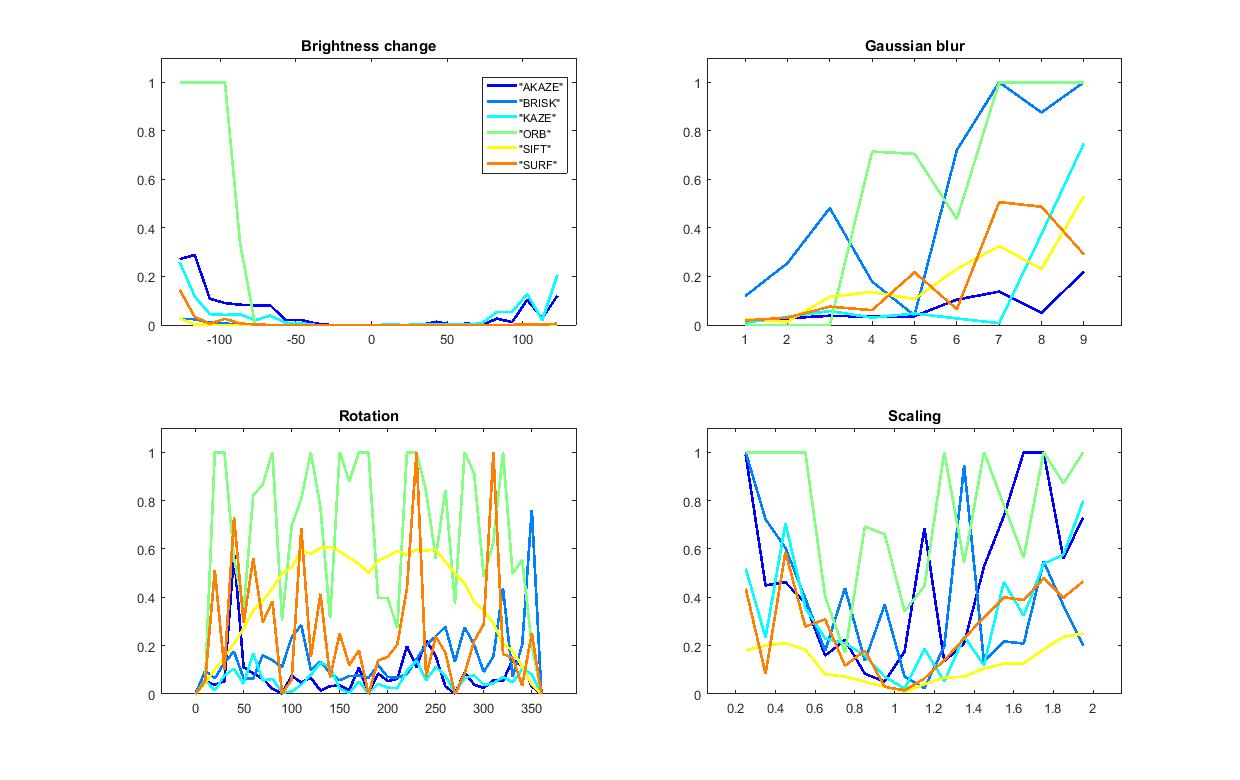 Brightness change
1
0.8
0.6
0.4
0.2
0
-100 -50 0 50 100
"AKAZE"
"BRISK"
"KAZE"
"ORB"
"SIFT"
"SURF"
Gaussian blur
1
0.8
0.6
0.4
0.2
0
1 2 3 4 5 6 7 8 9
Rotation
1
0.8
0.6
0.4
0.2
0
0 50 100 150 200 250 300 350
Scaling
1
0.8
0.6
0.4
0.2
0
0.2 0.4 0.6 0.8 1 1.2 1.4 1.6 1.8 2